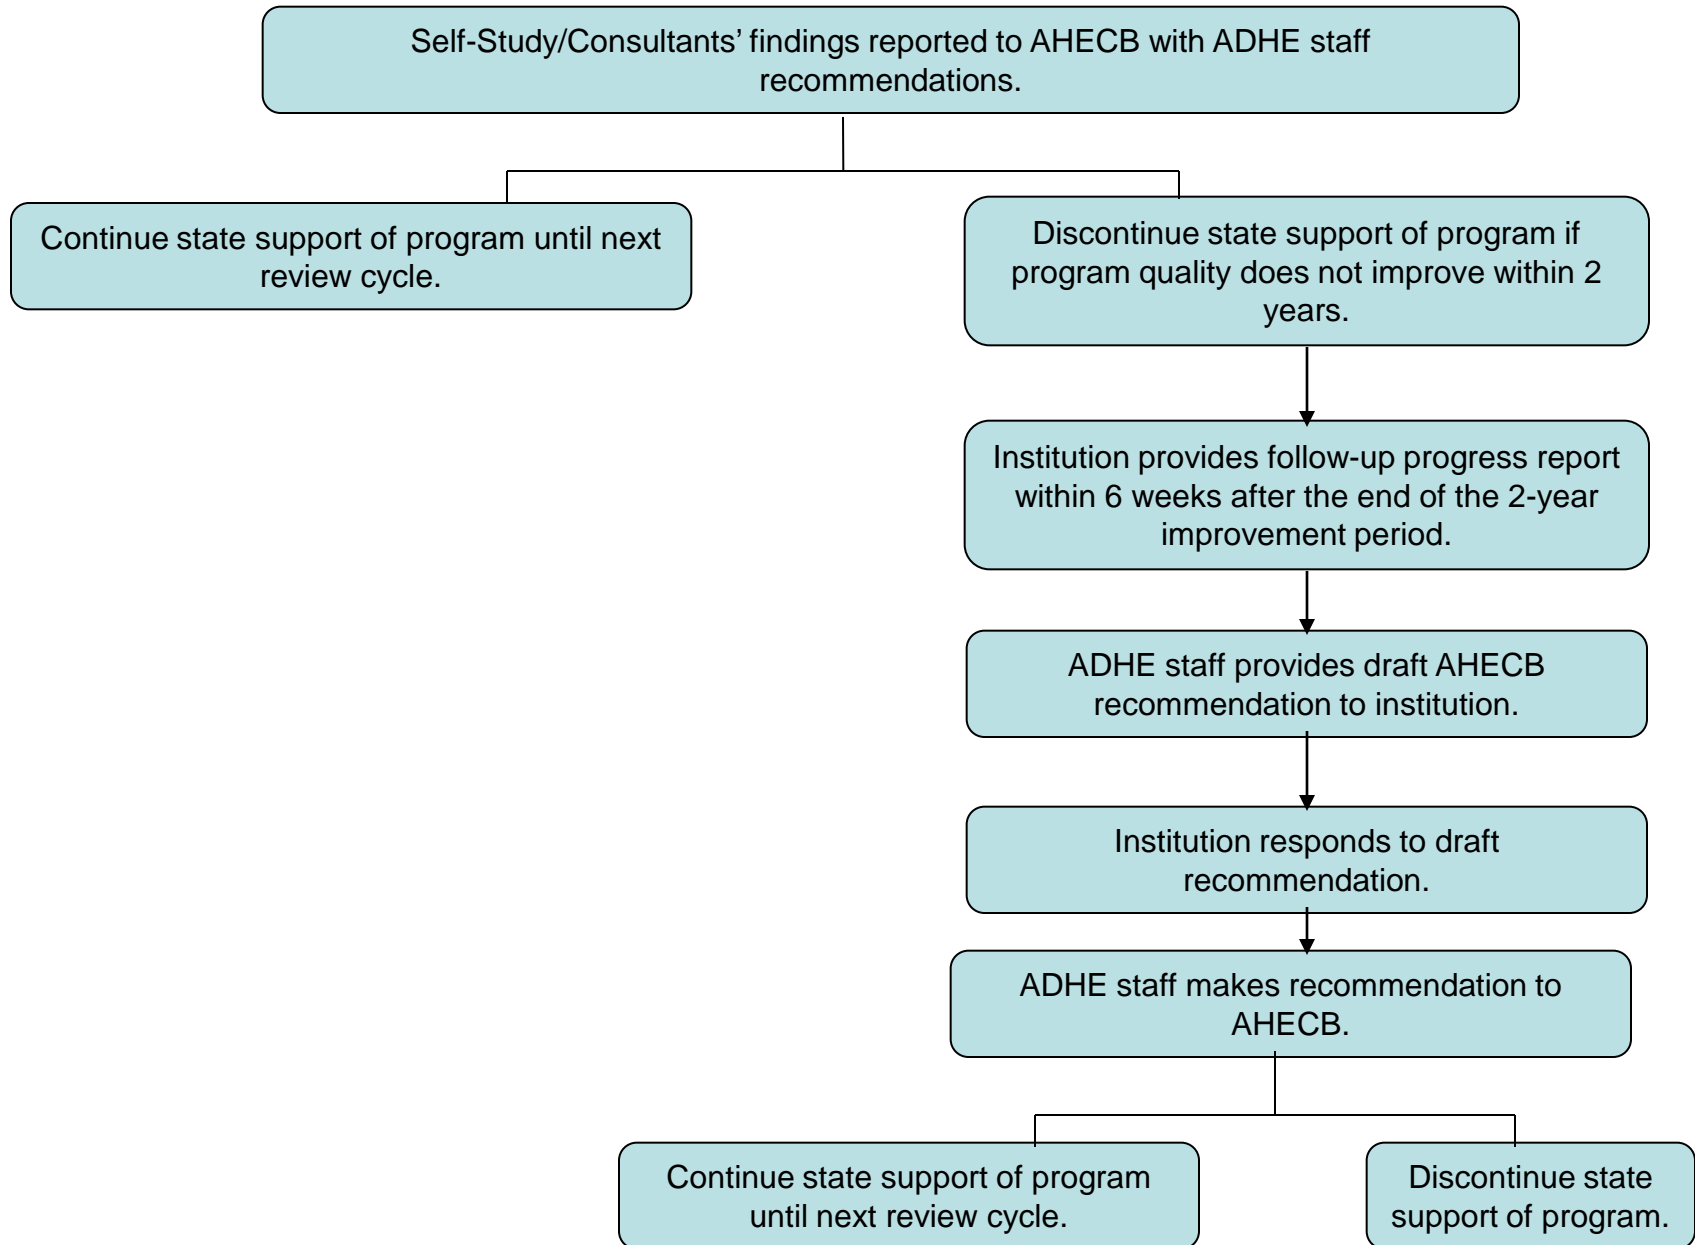 Self-Study/Consultants’ findings reported to AHECB with ADHE staff
recommendations.
Continue state support of program until next
review cycle.
Discontinue state support of program if
program quality does not improve within 2
years.
Institution provides follow-up progress report
within 6 weeks after the end of the 2-year
improvement period.
ADHE staff provides draft AHECB
recommendation to institution.
Institution responds to draft
recommendation.
ADHE staff makes recommendation to
AHECB.
Continue state support of program
until next review cycle.
Discontinue state
support of program.